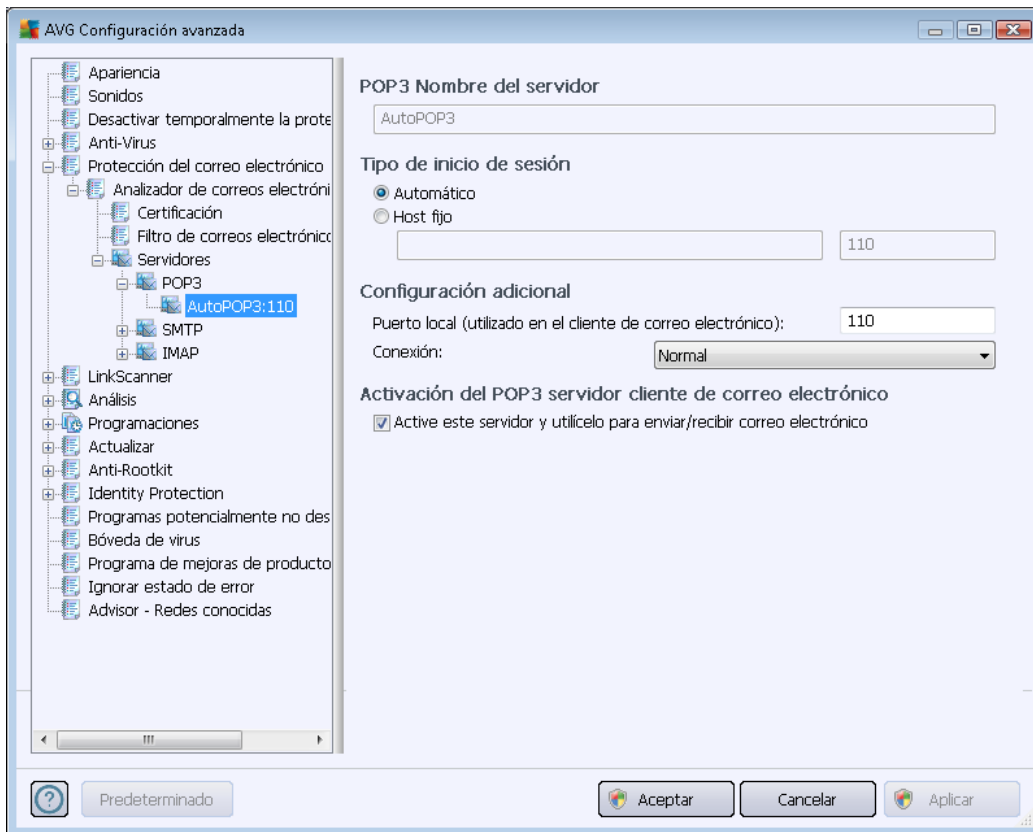 AVG Configuración avanzada
Apariencia
Sonidos
Desactivar temporalmente la prote
Anti-Virus
Protección del correo electrónico
Analizador de correos electróni
Certificación
Filtro de correos electrónico
Servidores
POP3
AutoPOP3:110
SMTP
IMAP
LinkScanner
Análisis
Programaciones
Actualizar
Anti-Rootkit
Identity Protection
Programas potencialmente no des
Bóveda de virus
Programa de mejoras de producto
Ignorar estado de error
Advisor - Redes conocidas
POP3 Nombre del servidor
AutoPOP3
Tipo de inicio de sesión
Automático
Host fijo
110
Configuración adicional
Puerto local (utilizado en el cliente de correo electrónico): 110
Conexión: Normal
Activación del POP3 servidor cliente de correo electrónico
Active este servidor y utilícelo para enviar/recibir correo electrónico
Predeterminado Aceptar Cancelar Aplicar